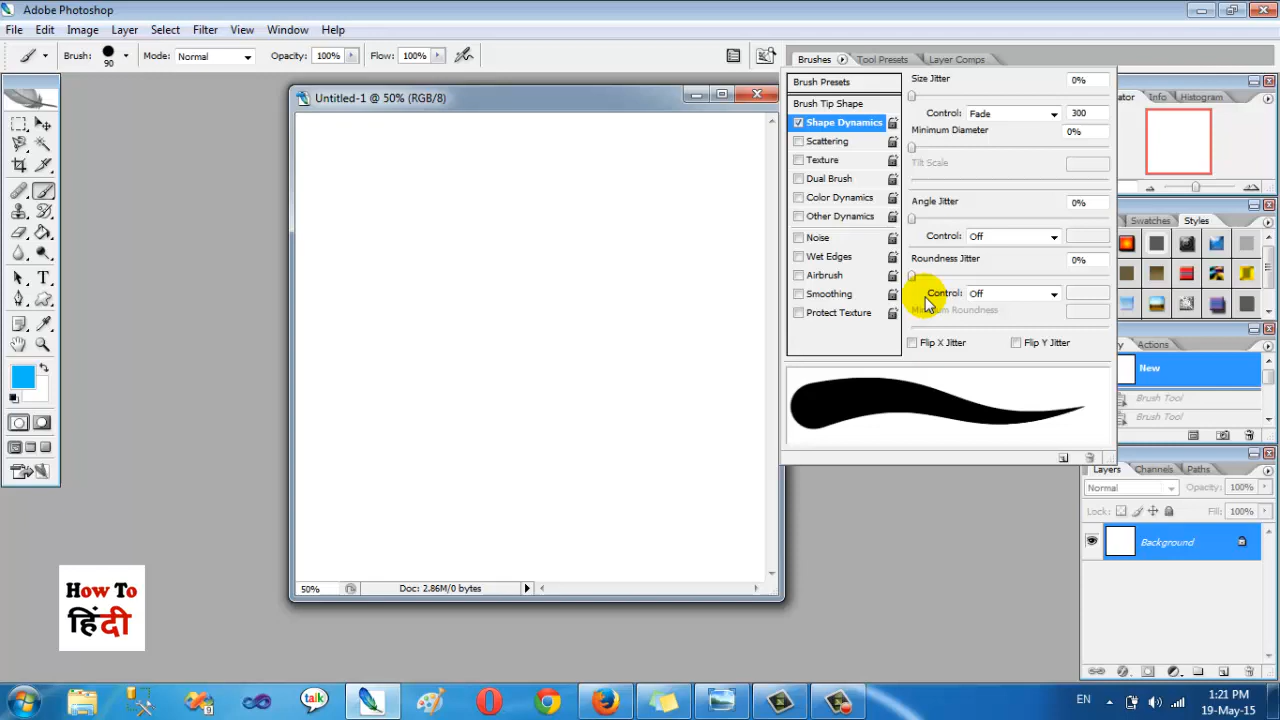 Adobe Photoshop
File Edit Image Layer Select Filter View Window Help
Brush: 90 Mode: Normal Opacity: 100% Flow: 100%
Brushes Tool Presets Layer Comps
Untitled-1 @ 50% (RGB/8)
Brush Presets
Brush Tip Shape
Shape Dynamics
Scattering
Texture
Dual Brush
Color Dynamics
Other Dynamics
Noise
Wet Edges
Airbrush
Smoothing
Protect Texture
Size Jitter 0%
Control: Fade 300
Minimum Diameter 0%
Tilt Scale
Angle Jitter 0%
Control: Off
Roundness Jitter 0%
Control: Off
Minimum Roundness
Flip X Jitter Flip Y Jitter
Info Histogram
Swatches Styles
Actions
New
Brush Tool
Brush Tool
Layers Channels Paths
Normal Opacity: 100%
Lock: Fill: 100%
Background
50% Doc: 2.86M/0 bytes
How To
हिंदी
talk
EN
1:21 PM
19-May-15